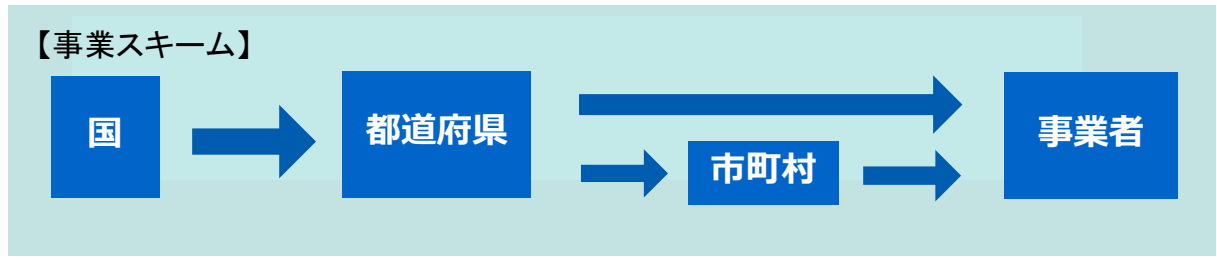 【事業スキーム】
国
都道府県
市町村
事業者